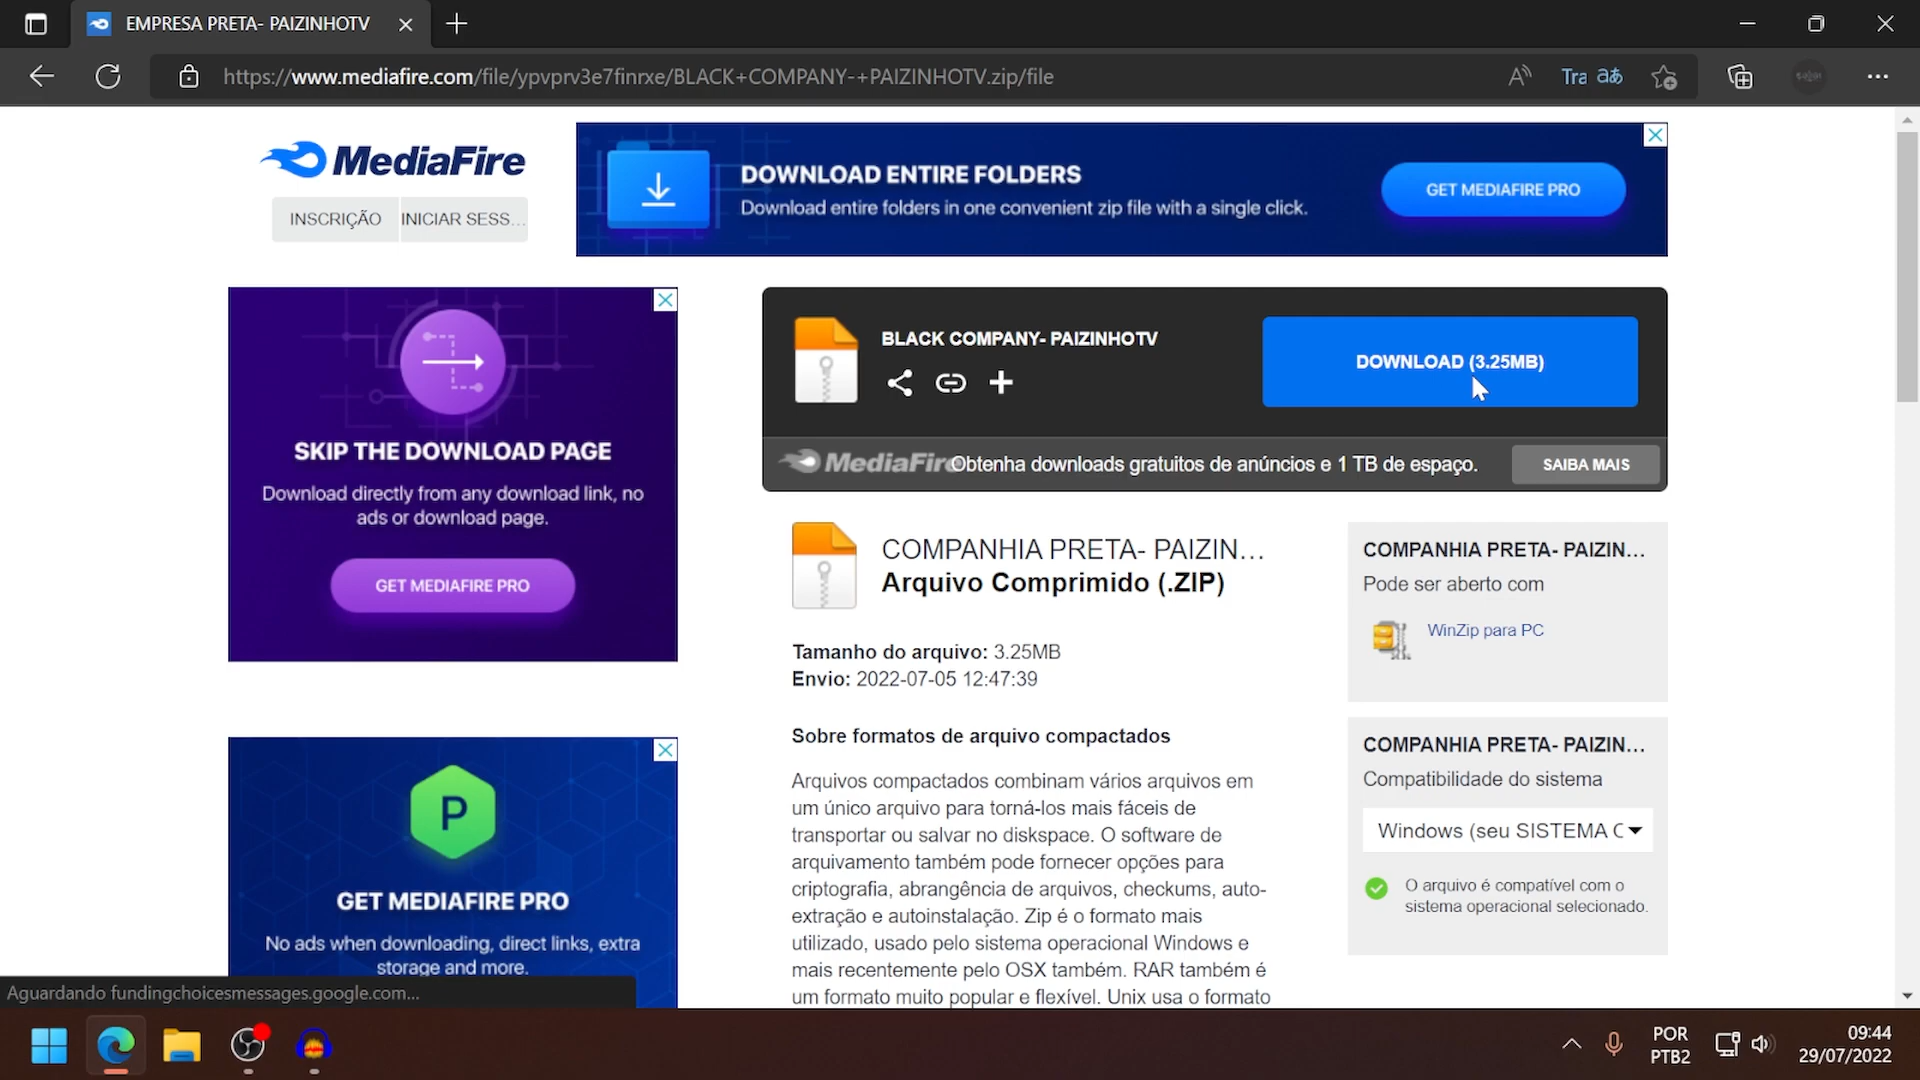 EMPRESA PRETA- PAIZINHOTV
https://www.mediafire.com/file/ypvprv3e7finrxe/BLACK+COMPANY-+PAIZINHOTV.zip/file
Tra aあ
MediaFire
INSCRIÇÃO
INICIAR SESS...
DOWNLOAD ENTIRE FOLDERS
Download entire folders in one convenient zip file with a single click.
GET MEDIAFIRE PRO
SKIP THE DOWNLOAD PAGE
Download directly from any download link, no
ads or download page.
GET MEDIAFIRE PRO
BLACK COMPANY- PAIZINHOTV
DOWNLOAD (3.25MB)
MediaFire
Obtenha downloads gratuitos de anúncios e 1 TB de espaço.
SAIBA MAIS
COMPANHIA PRETA- PAIZIN...
Arquivo Comprimido (.ZIP)
Tamanho do arquivo: 3.25MB
Envio: 2022-07-05 12:47:39
Sobre formatos de arquivo compactados
Arquivos compactados combinam vários arquivos em
um único arquivo para torná-los mais fáceis de
transportar ou salvar no diskspace. O software de
arquivamento também pode fornecer opções para
criptografia, abrangência de arquivos, checkums, auto-
extração e autoinstalação. Zip é o formato mais
utilizado, usado pelo sistema operacional Windows e
mais recentemente pelo OSX também. RAR também é
um formato muito popular e flexível. Unix usa o formato
COMPANHIA PRETA- PAIZIN...
Pode ser aberto com
WinZip para PC
COMPANHIA PRETA- PAIZIN...
Compatibilidade do sistema
Windows (seu SISTEMA
O arquivo é compatível com o
sistema operacional selecionado.
P
GET MEDIAFIRE PRO
No ads when downloading, direct links, extra
storage and more.
Aguardando fundingchoicesmessages.google.com...
POR
PTB2
09:44
29/07/2022